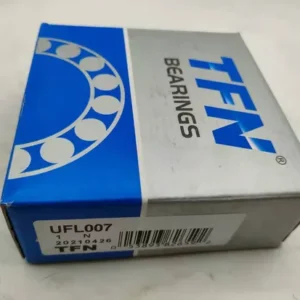 TFN®
BEARINGS
UFL007
1 N
20210426
TFN